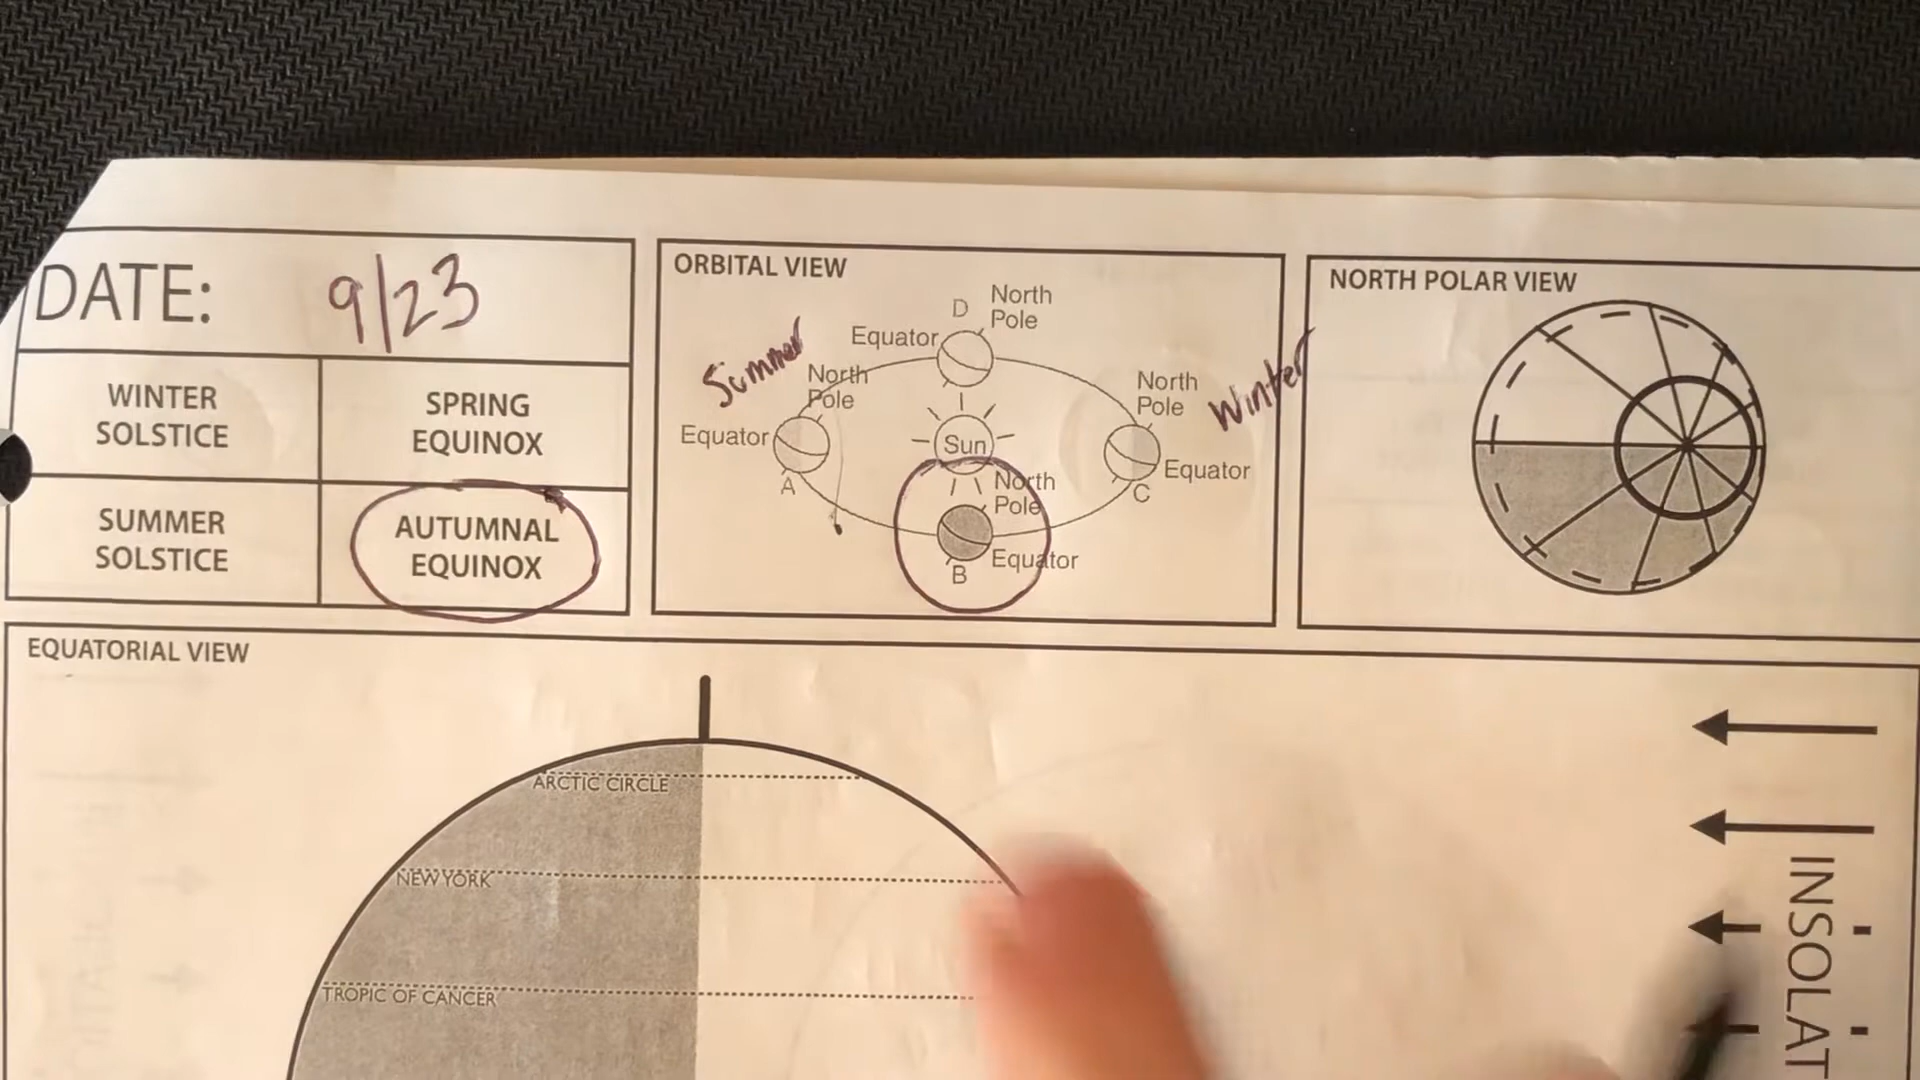 DATE: 9/23
WINTER
SOLSTICE
SPRING
EQUINOX
SUMMER
SOLSTICE
AUTUMNAL
EQUINOX
ORBITAL VIEW
D
North
Pole
Equator
Summer
North
Pole
Equator
A
Sun
North
Pole
Equator
B
North
Pole
Winter
Equator
C
NORTH POLAR VIEW
EQUATORIAL VIEW
ARCTIC CIRCLE
NEW YORK
TROPIC OF CANCER
INSOLAT